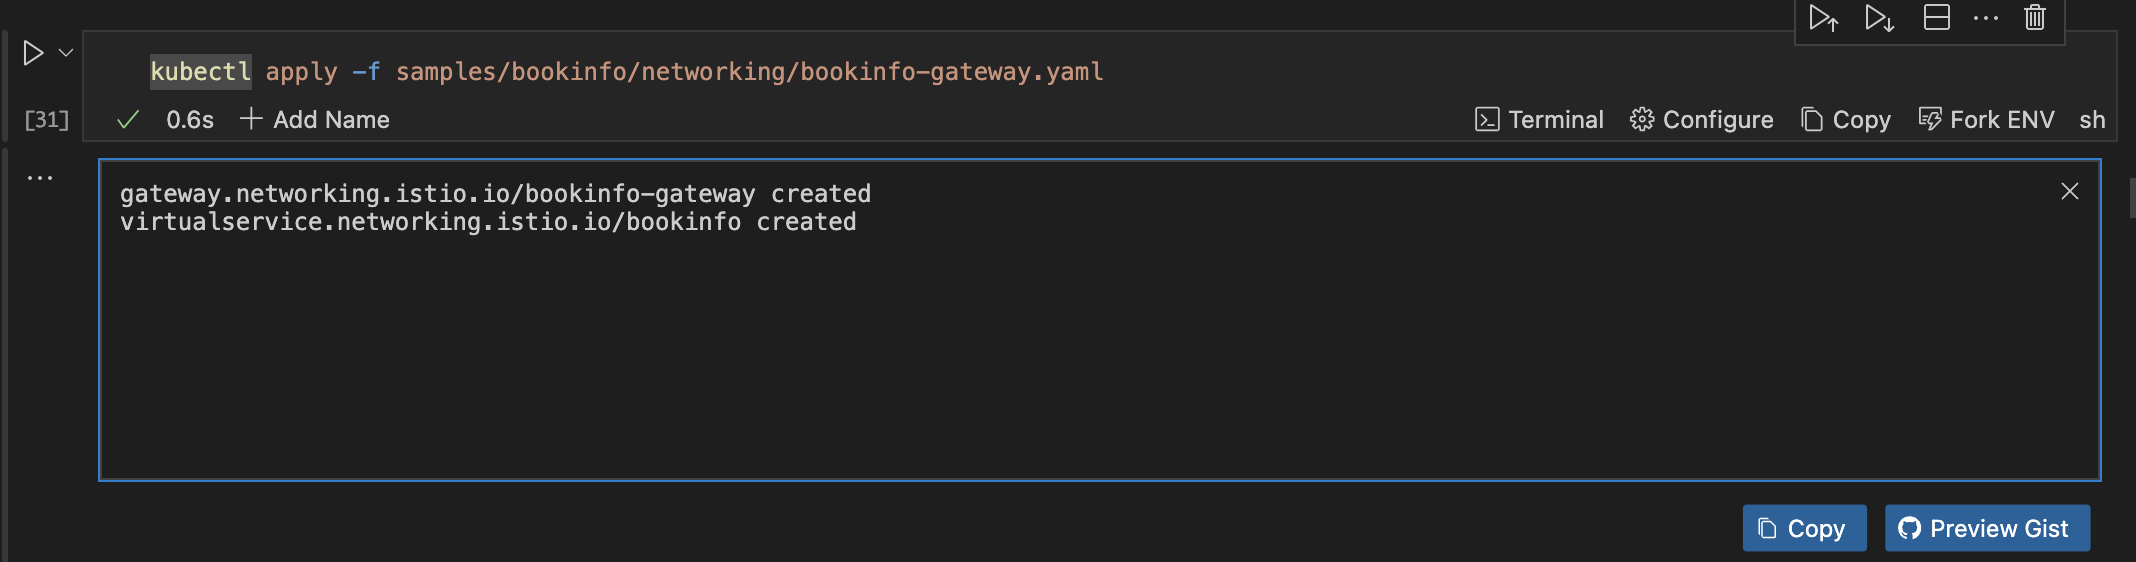 kubectl apply -f samples/bookinfo/networking/bookinfo-gateway.yaml
[31] 0.6s Add Name Terminal Configure Copy Fork ENV sh
gateway.networking.istio.io/bookinfo-gateway created
virtualservice.networking.istio.io/bookinfo created
Copy Preview Gist